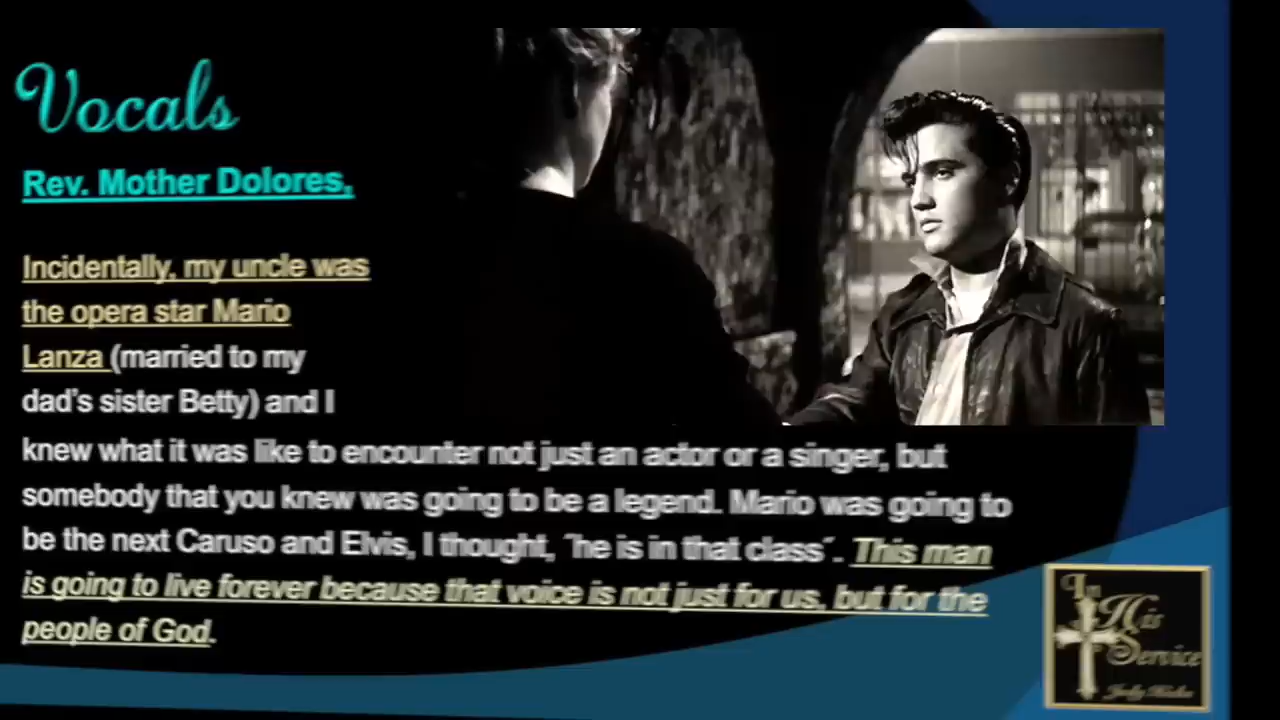 Vocals
Rev. Mother Dolores,
Incidentally, my uncle was
the opera star Mario
Lanza (married to my
dad's sister Betty) and I
knew what it was like to encounter not just an actor or a singer, but
somebody that you knew was going to be a legend. Mario was going to
be the next Caruso and Elvis, I thought, ˝he is in that class˝. This man
is going to live forever because that voice is not just for us, but for the
people of God.
In
His
Service